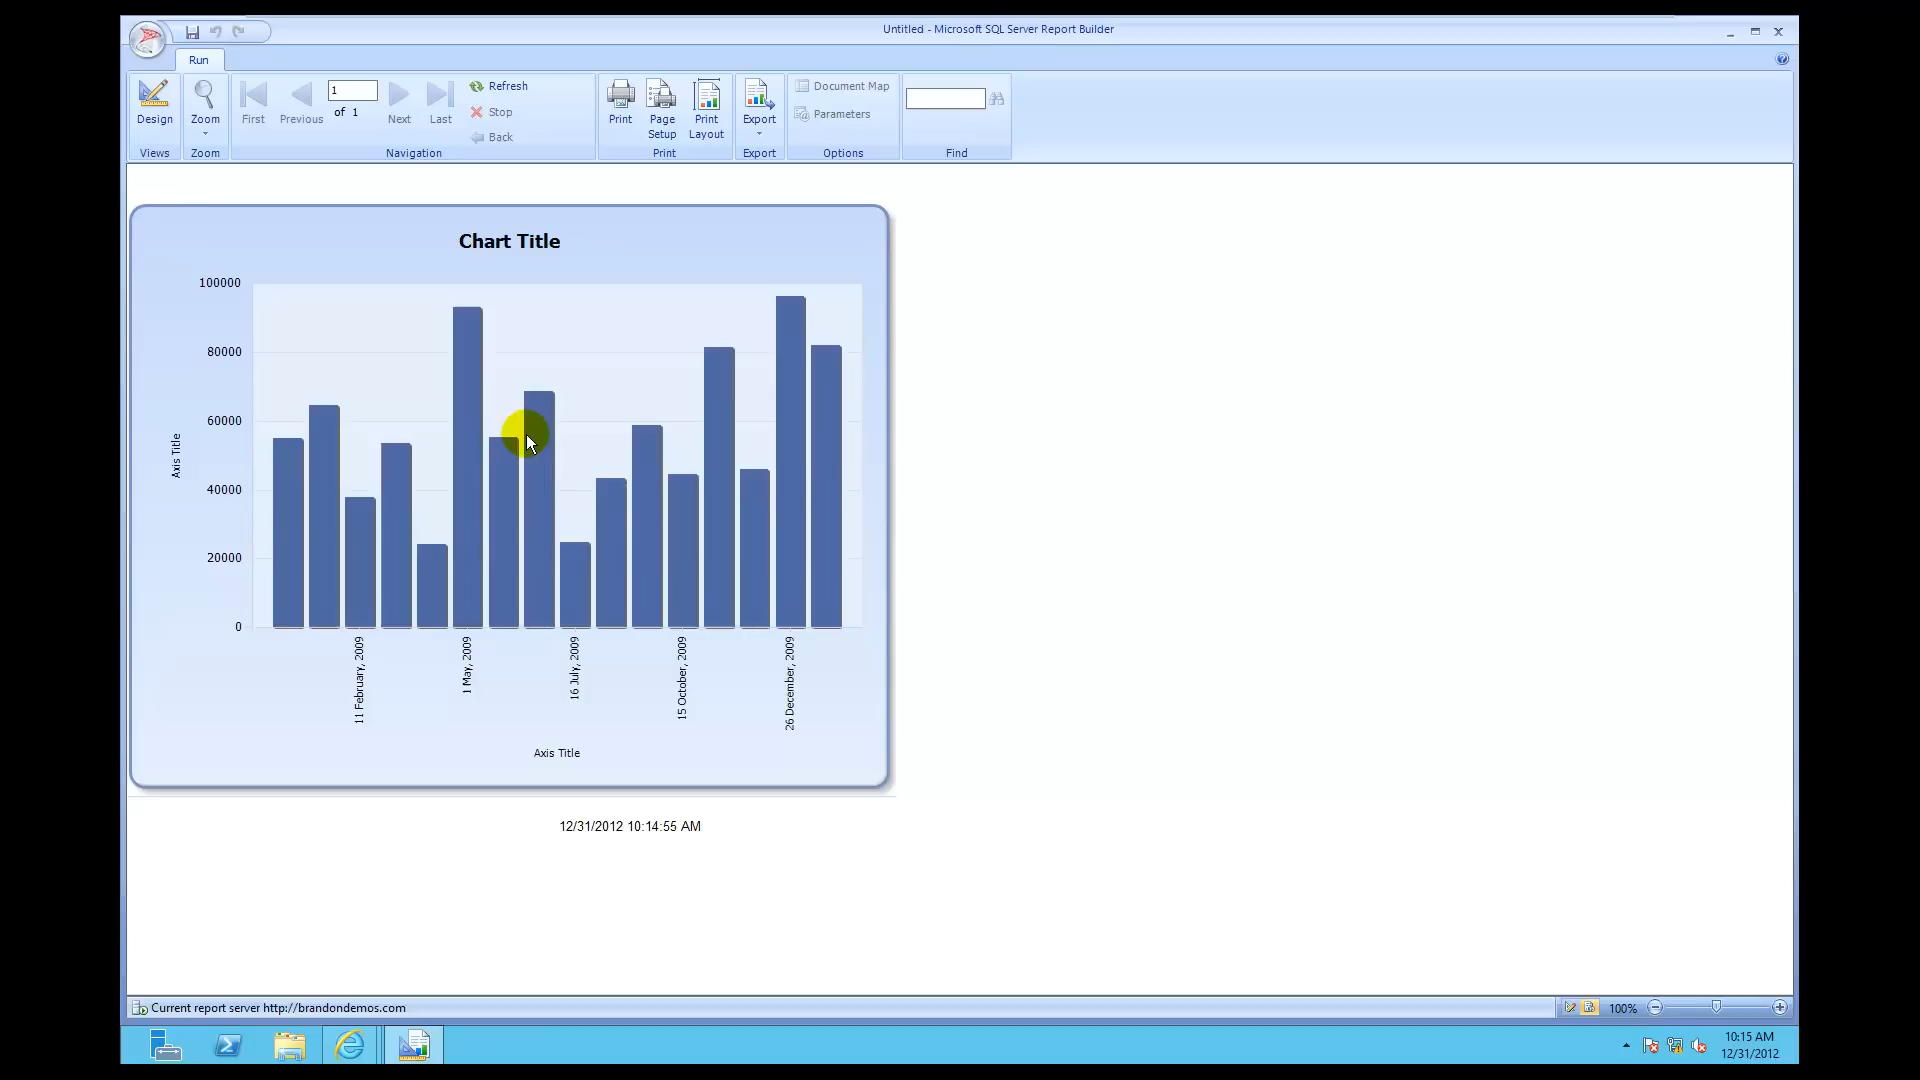 Untitled - Microsoft SQL Server Report Builder
Run
Design
Zoom
First
Previous
1
of 1
Next
Last
Refresh
Stop
Back
Print
Page Setup
Print Layout
Export
Document Map
Parameters
Views
Zoom
Navigation
Print
Export
Options
Find
Chart Title
100000
80000
60000
40000
20000
0
Axis Title
11 February, 2009
1 May, 2009
16 July, 2009
15 October, 2009
26 December, 2009
Axis Title
12/31/2012 10:14:55 AM
Current report server http://brandondemos.com
100%
10:15 AM
12/31/2012